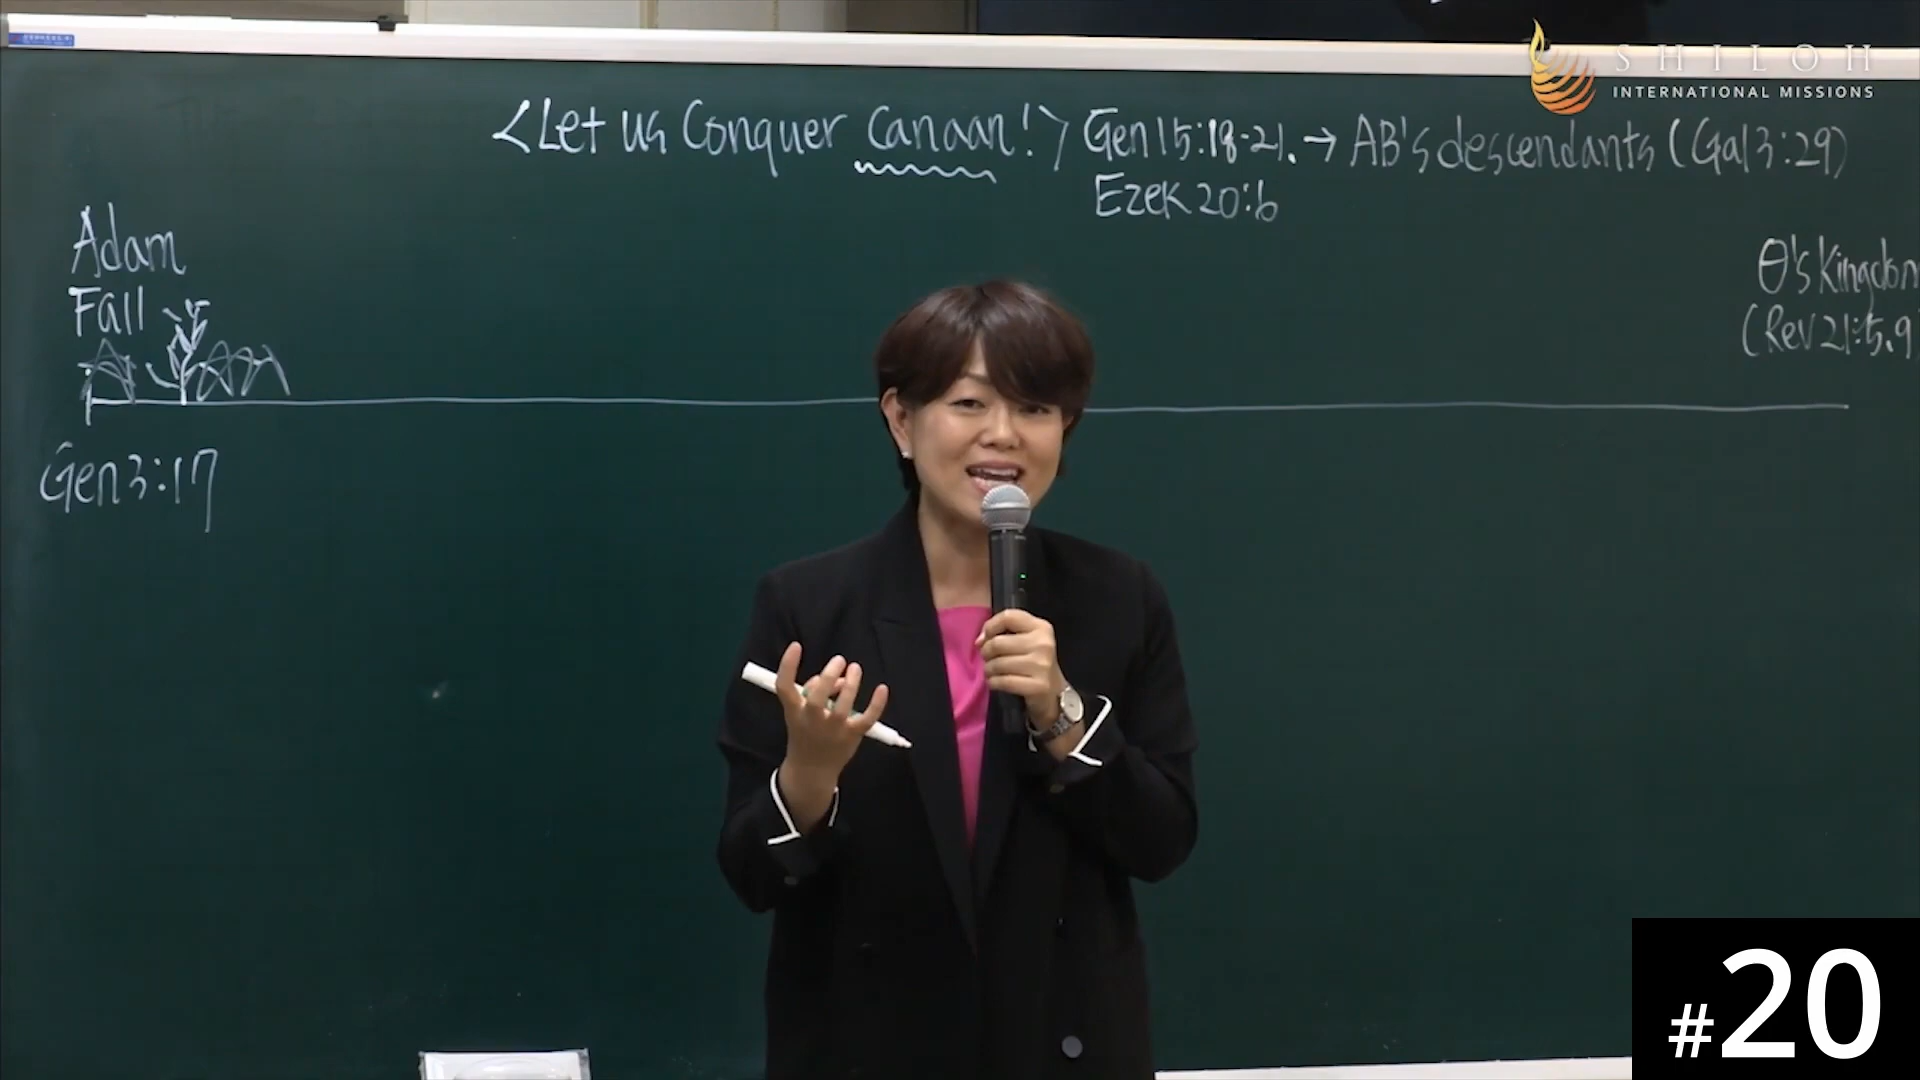 SHILOH
INTERNATIONAL MISSIONS
<Let us Conquer Canaan!> Gen 15:18-21. → AB's descendants (Gal 3:29)
Ezek 20:6
Adam
Fall
θ's Kingdom
(Rev 21:5.9)
Gen 3:17
#20